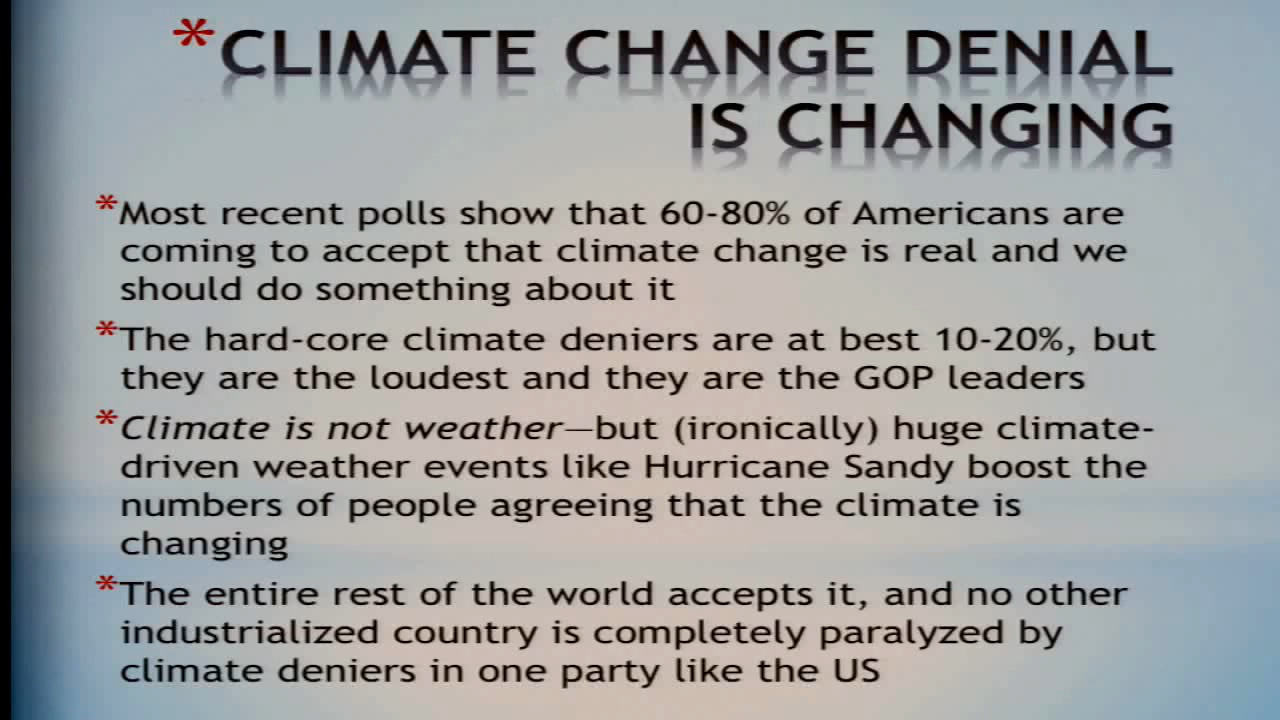 *CLIMATE CHANGE DENIAL
IS CHANGING
*Most recent polls show that 60-80% of Americans are
coming to accept that climate change is real and we
should do something about it
*The hard-core climate deniers are at best 10-20%, but
they are the loudest and they are the GOP leaders
*Climate is not weather—but (ironically) huge climate-
driven weather events like Hurricane Sandy boost the
numbers of people agreeing that the climate is
changing
*The entire rest of the world accepts it, and no other
industrialized country is completely paralyzed by
climate deniers in one party like the US